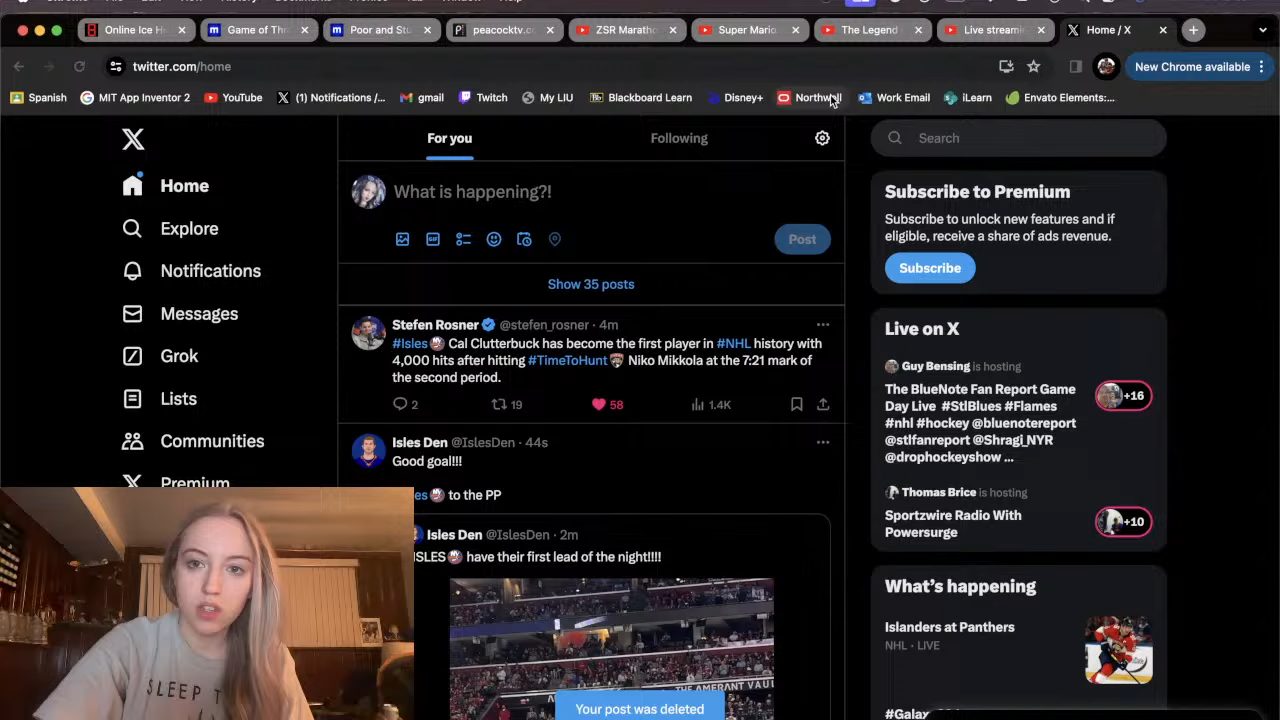 Online Ice H
Game of Thr
Poor and Stu
peacocktv.c
ZSR Marath
Super Mario
The Legend
Live streami
Home / X
twitter.com/home
New Chrome available
Spanish
MIT App Inventor 2
YouTube
(1) Notifications /...
gmail
Twitch
My LIU
Blackboard Learn
Disney+
Work Email
iLearn
Envato Elements:...
For you
Following
Search
Home
Explore
Notifications
Messages
Grok
Lists
Communities
Premium
What is happening?!
Post
Show 35 posts
Stefen Rosner @stefen_rosner · 4m
#Isles Cal Clutterbuck has become the first player in #NHL history with
4,000 hits after hitting #TimeToHunt Niko Mikkola at the 7:21 mark of
the second period.
2 19 58 1.4K
Isles Den @IslesDen · 44s
Good goal!!!
es to the PP
Isles Den @IslesDen · 2m
ISLES have their first lead of the night!!!!
THE AMERANT VAU
Your post was deleted
Subscribe to Premium
Subscribe to unlock new features and if
eligible, receive a share of ads revenue.
Subscribe
Live on X
Guy Bensing is hosting
The BlueNote Fan Report Game
Day Live #StlBlues #Flames
#nhl #hockey @bluenotereport
@stlfanreport @Shragi_NYR
@drophockeyshow ...
+16
Thomas Brice is hosting
Sportzwire Radio With
Powersurge
+10
What's happening
Islanders at Panthers
NHL · LIVE
SLEEP T